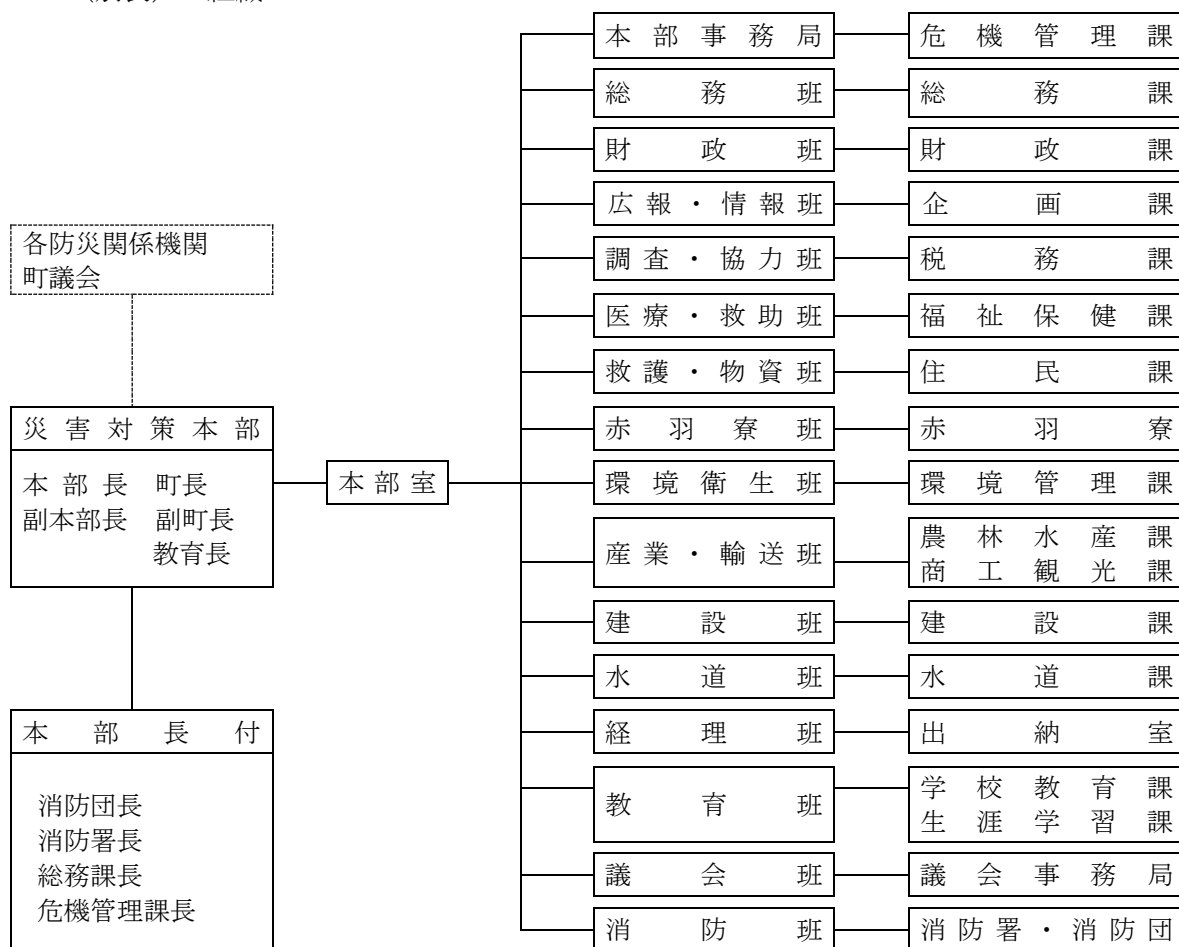 本部事務局 危機管理課
総務班 総務課
財政班 財政課
広報・情報班 企画課
各防災関係機関
町議会
調査・協力班 税務課
医療・救助班 福祉保健課
救護・物資班 住民課
災害対策本部
本部長 町長
副本部長 副町長
教育長
本部室
赤羽寮班 赤羽寮
環境衛生班 環境管理課
産業・輸送班
農林水産課
商工観光課
建設班 建設課
水道班 水道課
本部長付
消防団長
消防署長
総務課長
危機管理課長
経理班 出納室
教育班
学校教育課
生涯学習課
議会班 議会事務局
消防班 消防署・消防団